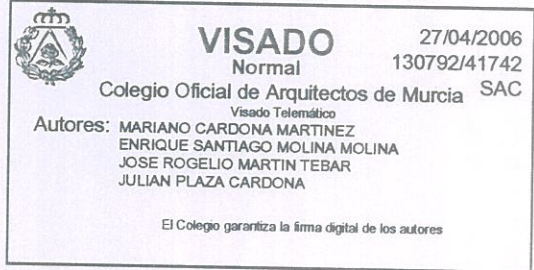 VISADO 27/04/2006
Normal 130792/41742
Colegio Oficial de Arquitectos de Murcia SAC
Visado Telemático
Autores: MARIANO CARDONA MARTINEZ
ENRIQUE SANTIAGO MOLINA MOLINA
JOSE ROGELIO MARTIN TEBAR
JULIAN PLAZA CARDONA
El Colegio garantiza la firma digital de los autores